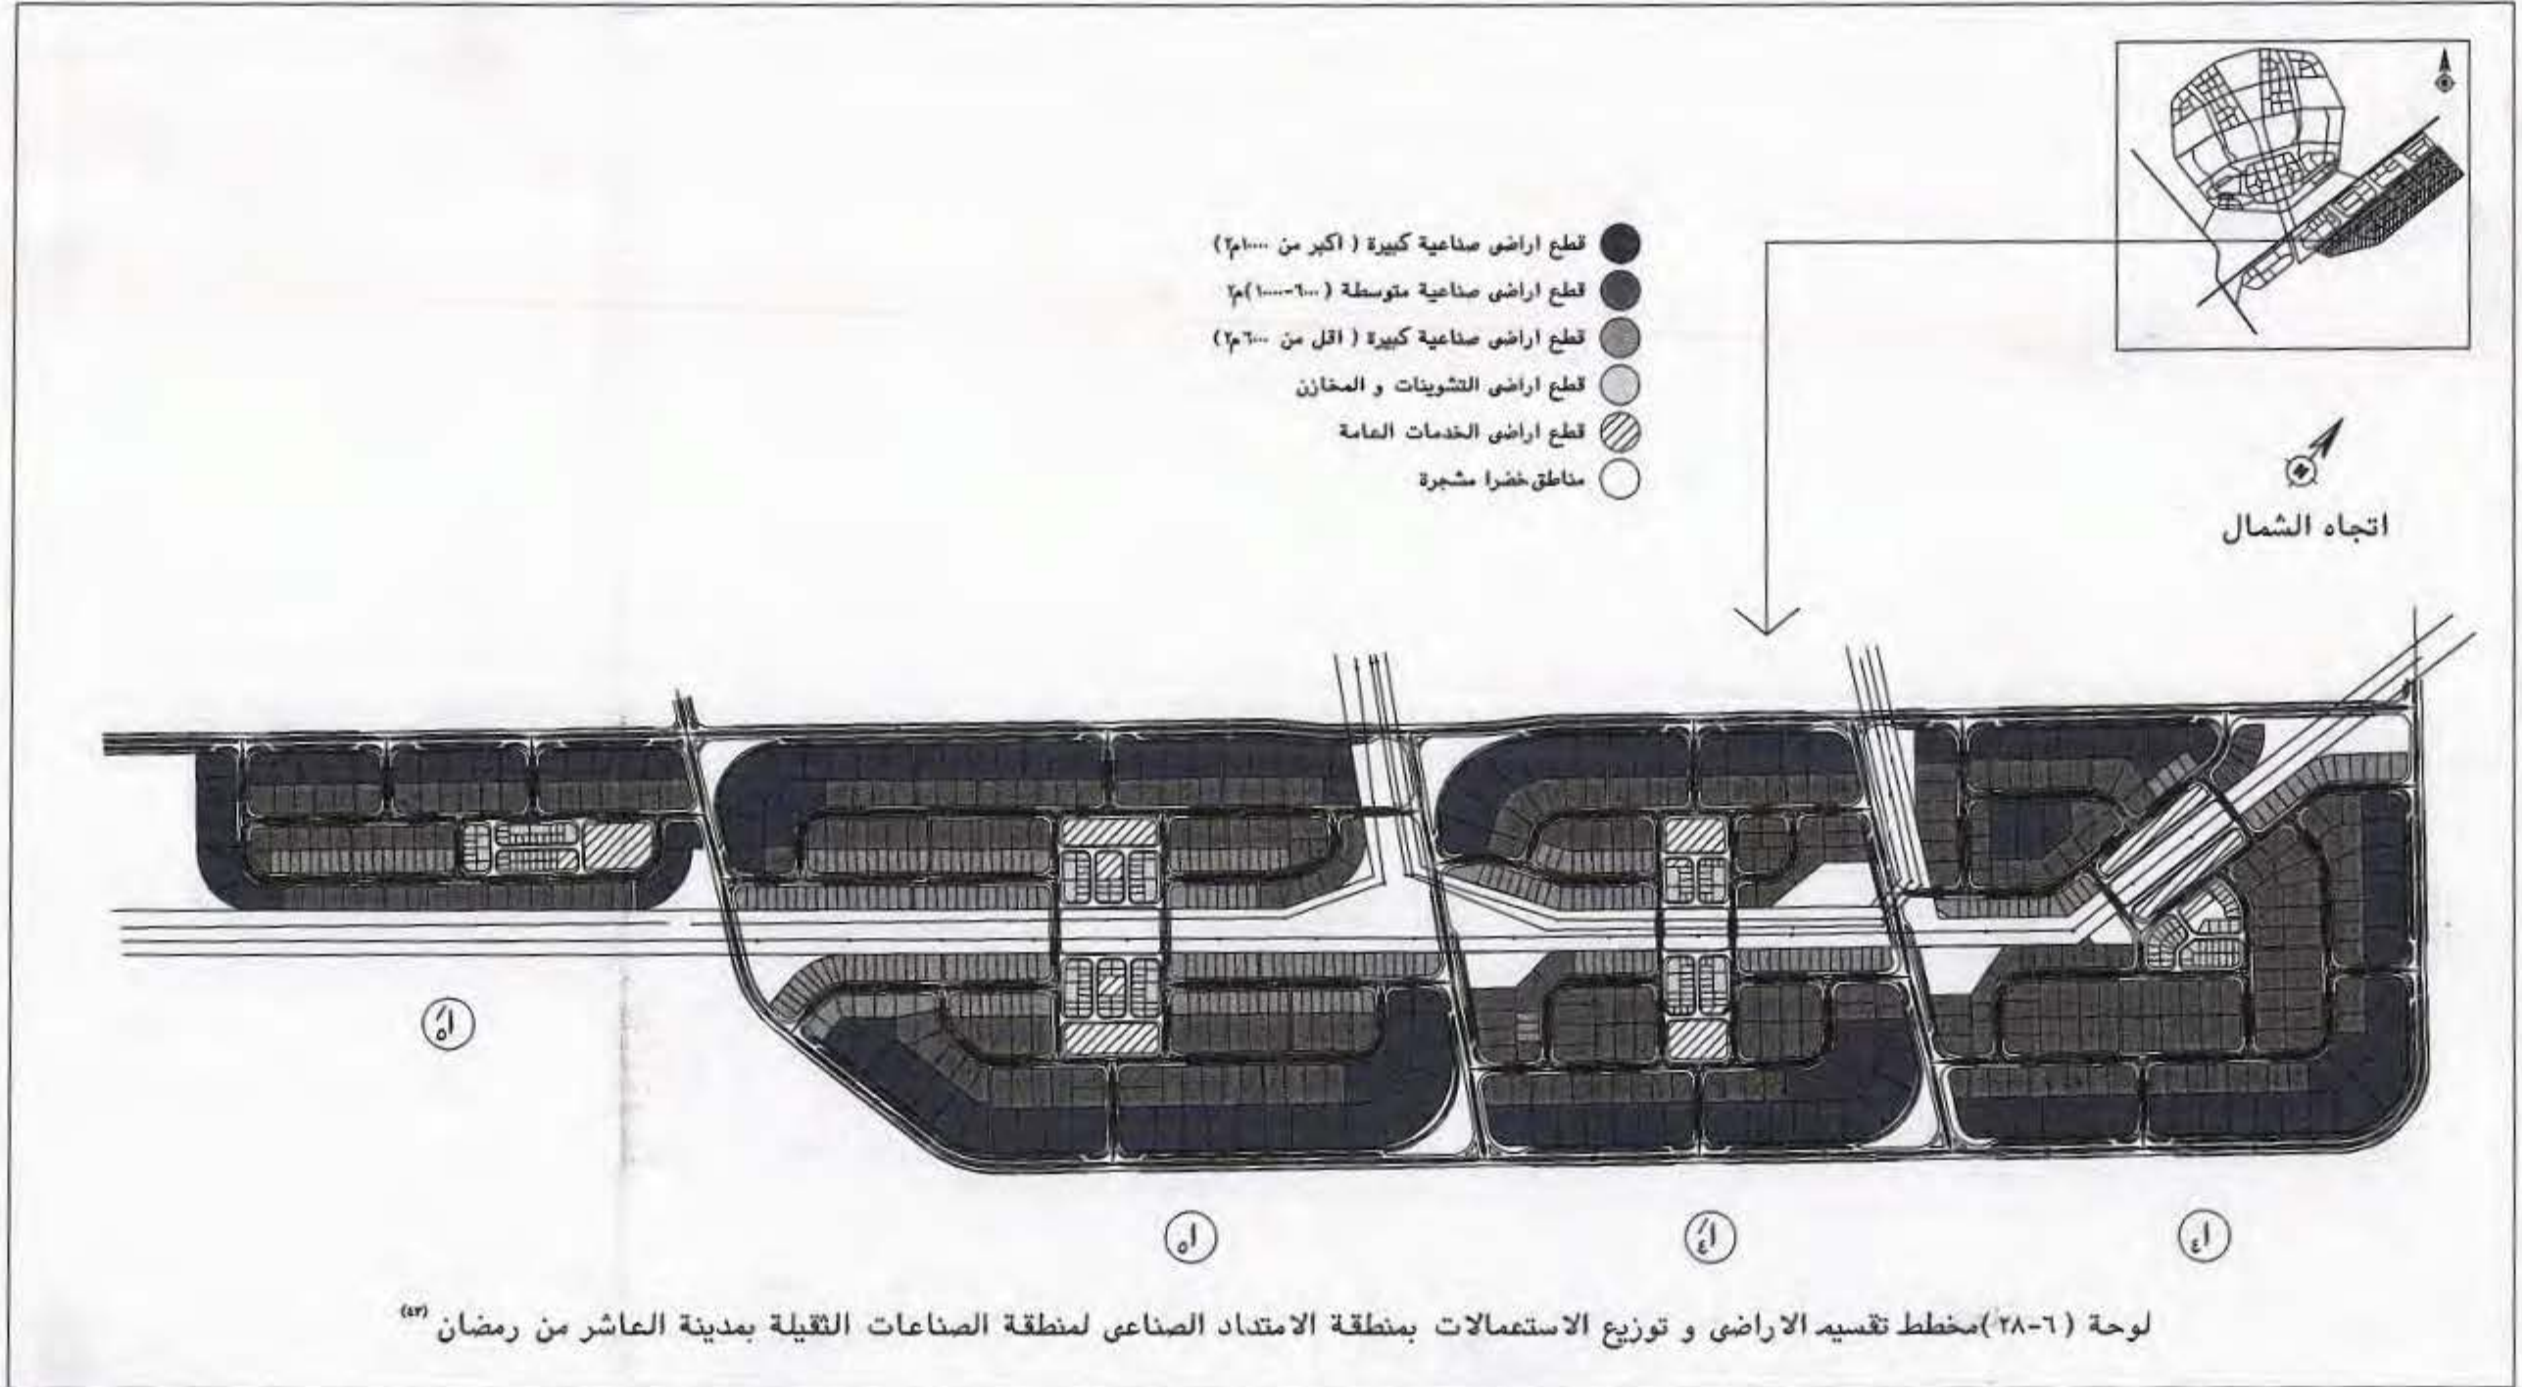 قطع اراضى صناعية كبيرة ( اكبر من ١٠٠٠٠م٢)
قطع اراضى صناعية متوسطة ( ٦٠٠٠-١٠٠٠٠)م٢
قطع اراضى صناعية كبيرة ( اقل من ٦٠٠٠م٢)
قطع اراضى التشوينات و المخازن
قطع اراضى الخدمات العامة
مناطق خضرا مشجرة
N
اتجاه الشمال
أ٥َ
أ٥
أ٤َ
أ٤
لوحة ( ٦-٢٨)مخطط تقسيم الاراضى و توزيع الاستعمالات بمنطقة الامتداد الصناعى لمنطقة الصناعات الثقيلة بمدينة العاشر من رمضان (٤٣)